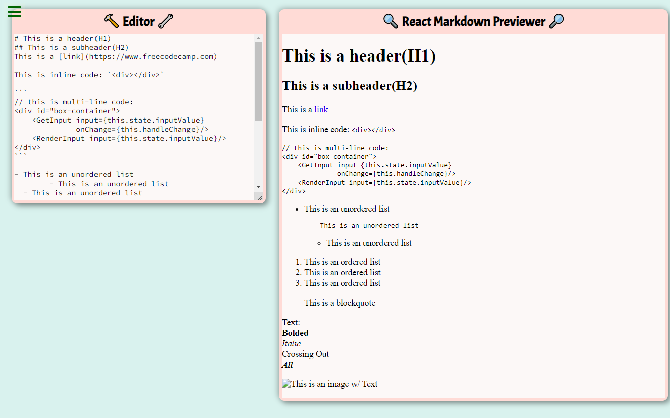 Editor
# This is a header(H1)
## This is a subheader(H2)
This is a [link](https://www.freecodecamp.com)
This is inline code: `<div></div>`
```
// this is multi-line code:
<div id="box container">
<GetInput input={this.state.inputValue}
onChange={this.handleChange}/>
<RenderInput input={this.state.inputValue}/>
</div>
```
- This is an unordered list
This is an unordered list
- This is an unordered list
React Markdown Previewer
This is a header(H1)
This is a subheader(H2)
This is a link
This is inline code: <div></div>
// this is multi-line code:
<div id="box container">
<GetInput input={this.state.inputValue}
onChange={this.handleChange}/>
<RenderInput input={this.state.inputValue}/>
</div>
• This is an unordered list
This is an unordered list
◦ This is an unordered list
1. This is an ordered list
2. This is an ordered list
3. This is an ordered list
This is a blockquote
Text:
Bolded
Italic
Crossing Out
All
This is an image w/ Text